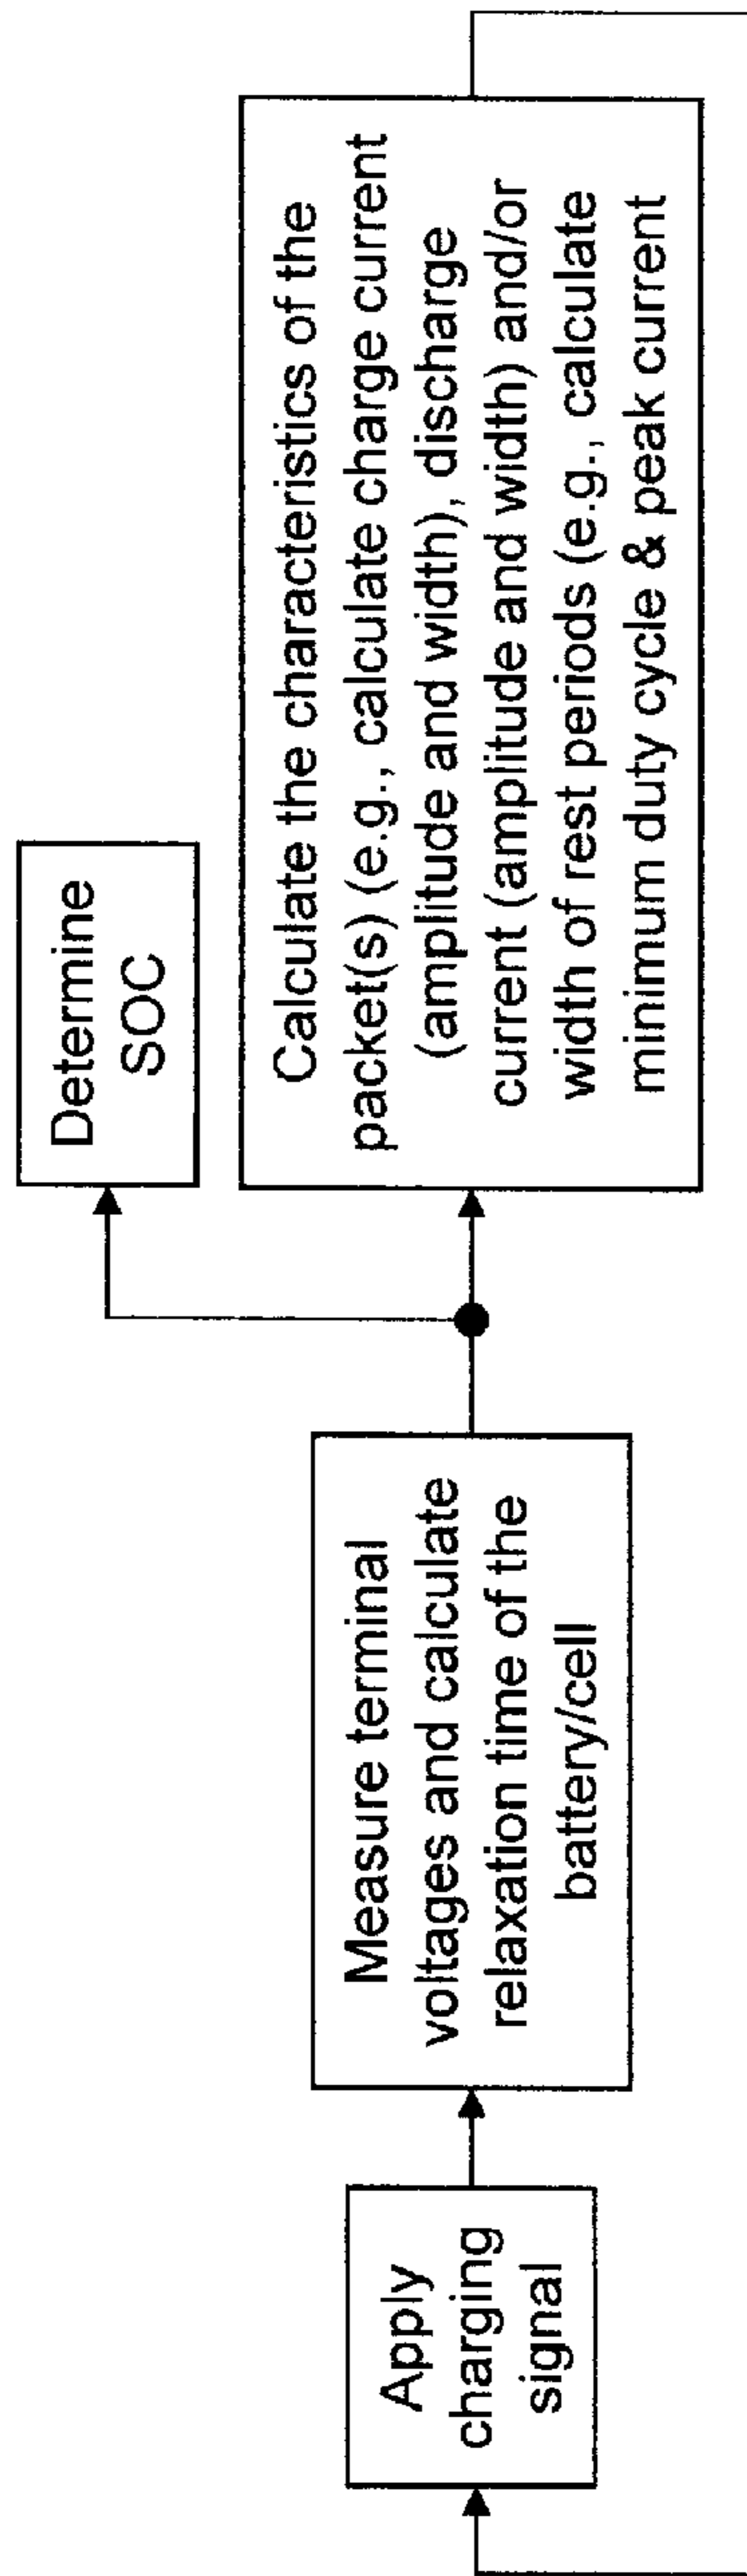 Apply
charging
signal
Measure terminal
voltages and calculate
relaxation time of the
battery/cell
Determine
SOC
Calculate the characteristics of the
packet(s) (e.g., calculate charge current
(amplitude and width), discharge
current (amplitude and width) and/or
width of rest periods (e.g., calculate
minimum duty cycle & peak current